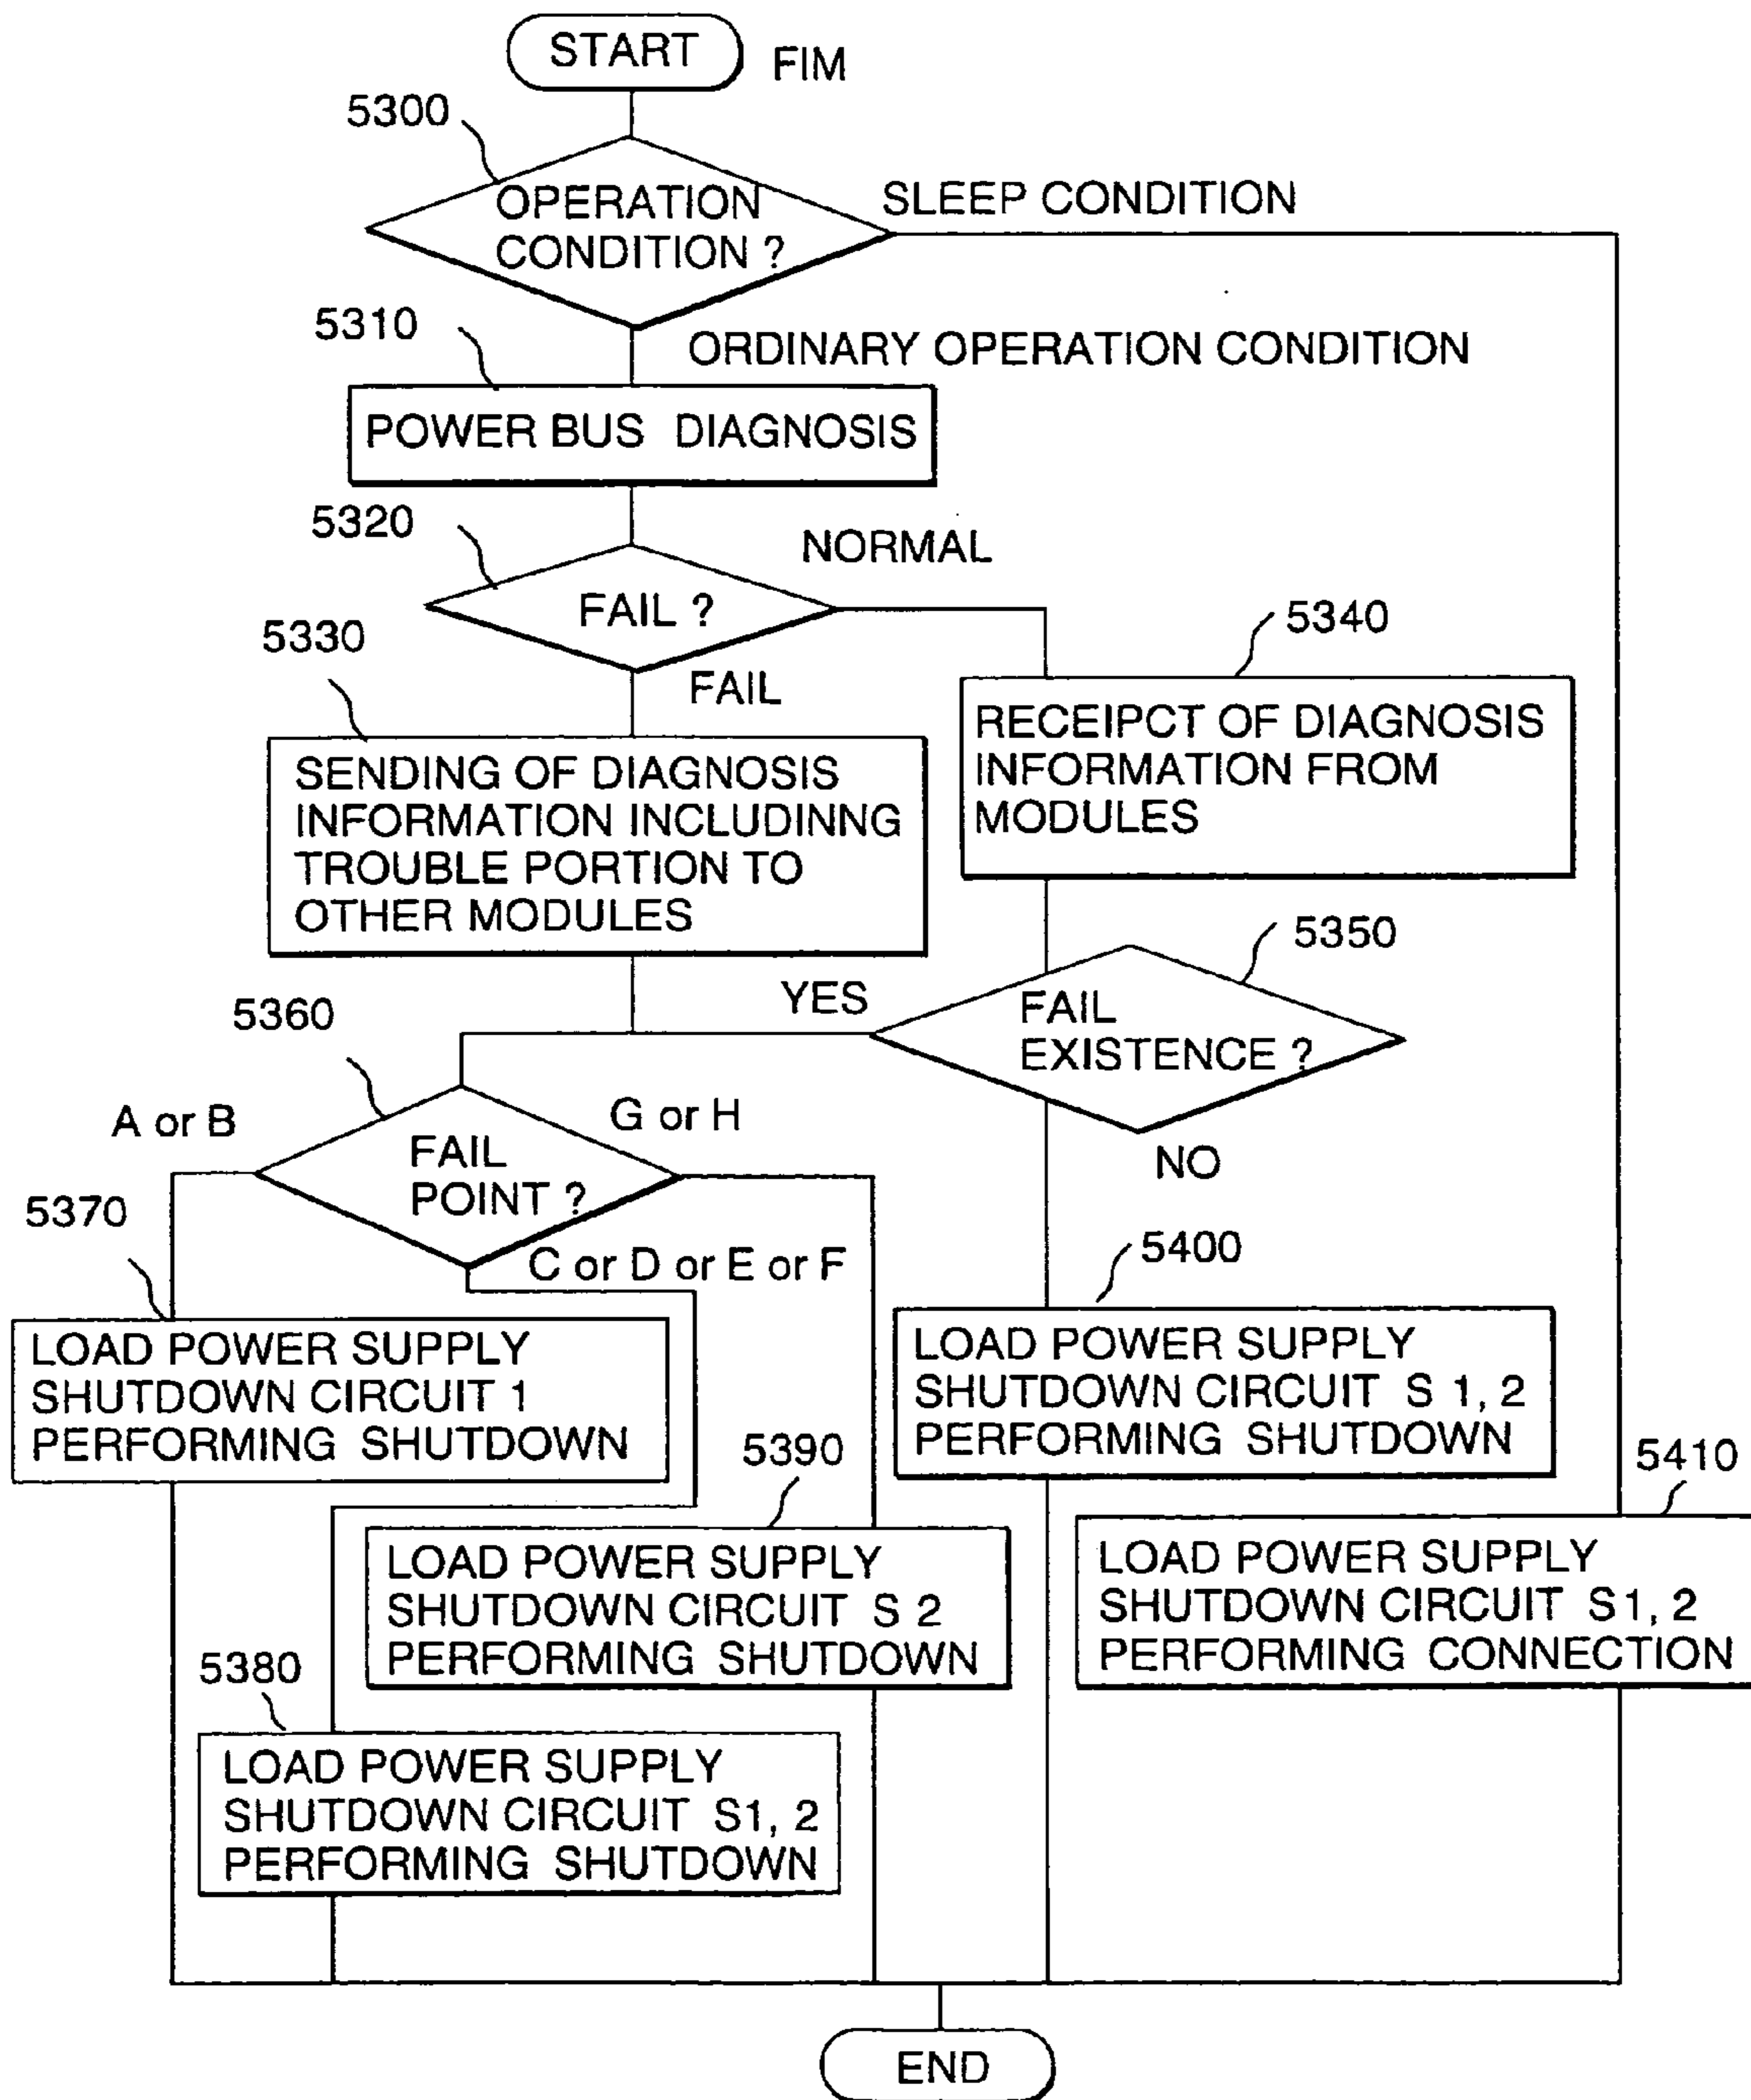 START
FIM
5300
OPERATION
CONDITION ?
SLEEP CONDITION
5310
ORDINARY OPERATION CONDITION
POWER BUS DIAGNOSIS
5320
NORMAL
FAIL ?
5330
FAIL
5340
RECEIPCT OF DIAGNOSIS
INFORMATION FROM
MODULES
SENDING OF DIAGNOSIS
INFORMATION INCLUDINNG
TROUBLE PORTION TO
OTHER MODULES
5350
YES
FAIL
EXISTENCE ?
NO
5360
A or B
G or H
FAIL
POINT ?
C or D or E or F
5370
LOAD POWER SUPPLY
SHUTDOWN CIRCUIT 1
PERFORMING SHUTDOWN
5400
LOAD POWER SUPPLY
SHUTDOWN CIRCUIT S 1, 2
PERFORMING SHUTDOWN
5390
LOAD POWER SUPPLY
SHUTDOWN CIRCUIT S 2
PERFORMING SHUTDOWN
5410
LOAD POWER SUPPLY
SHUTDOWN CIRCUIT S1, 2
PERFORMING CONNECTION
5380
LOAD POWER SUPPLY
SHUTDOWN CIRCUIT S1, 2
PERFORMING SHUTDOWN
END